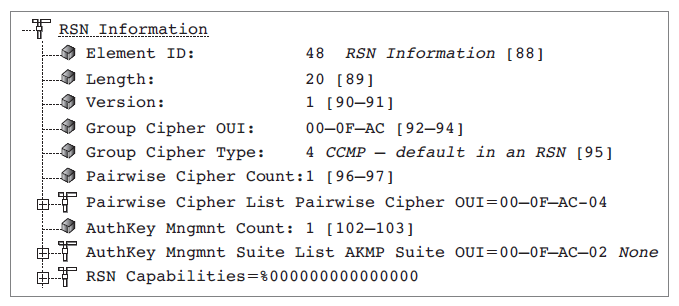 RSN Information
Element ID: 48 RSN Information [88]
Length: 20 [89]
Version: 1 [90–91]
Group Cipher OUI: 00–0F–AC [92–94]
Group Cipher Type: 4 CCMP – default in an RSN [95]
Pairwise Cipher Count:1 [96–97]
Pairwise Cipher List Pairwise Cipher OUI=00–0F–AC-04
AuthKey Mngmnt Count: 1 [102–103]
AuthKey Mngmnt Suite List AKMP Suite OUI=00–0F–AC–02 None
RSN Capabilities=%000000000000000